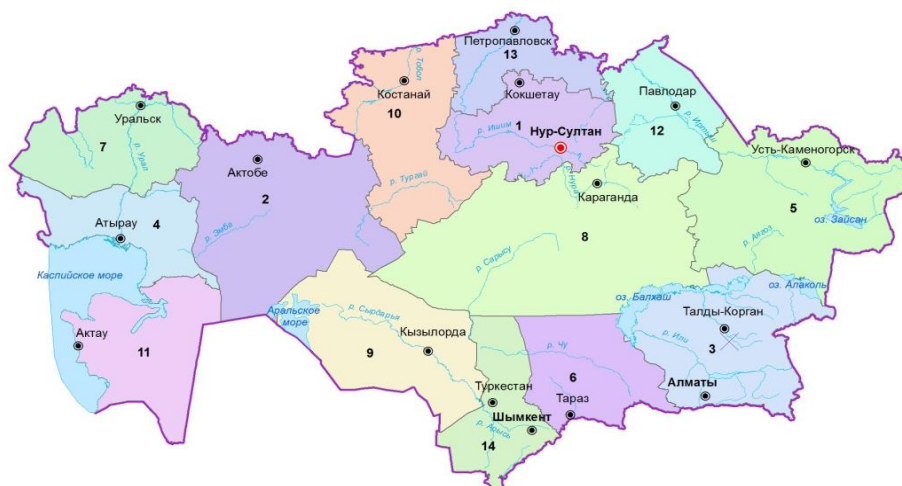 Петропавловск
13
р. Тобол
Костанай
10
Кокшетау
1
Нур-Султан
р. Ишим
Павлодар
р. Иртыш
12
Уральск
7
р. Урал
Усть-Каменогорск
Актобе
2
р. Тургай
р. Нура
Караганда
оз. Зайсан
5
Атырау
4
р. Эмба
8
р. Аягоз
р. Сарысу
Каспийское море
оз. Балхаш
оз. Алаколь
Аральское
море
р. Сырдарья
Талды-Корган
Актау
11
Кызылорда
9
р. Чу
р. Или
3
6
Туркестан
Тараз
Алматы
Шымкент
р. Арысь
14